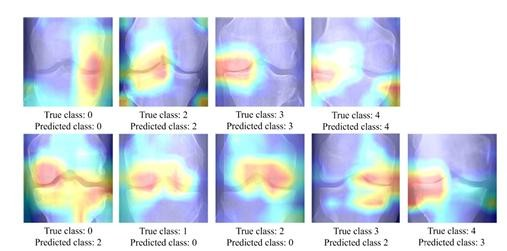 True class: 0
Predicted class: 0
True class: 2
Predicted class: 2
True class: 3
Predicted class: 3
True class: 4
Predicted class: 4
True class: 0
Predicted class: 2
True class: 1
Predicted class: 0
True class: 2
Predicted class: 0
True class 3
Predicted class: 2
True class: 4
Predicted class: 3